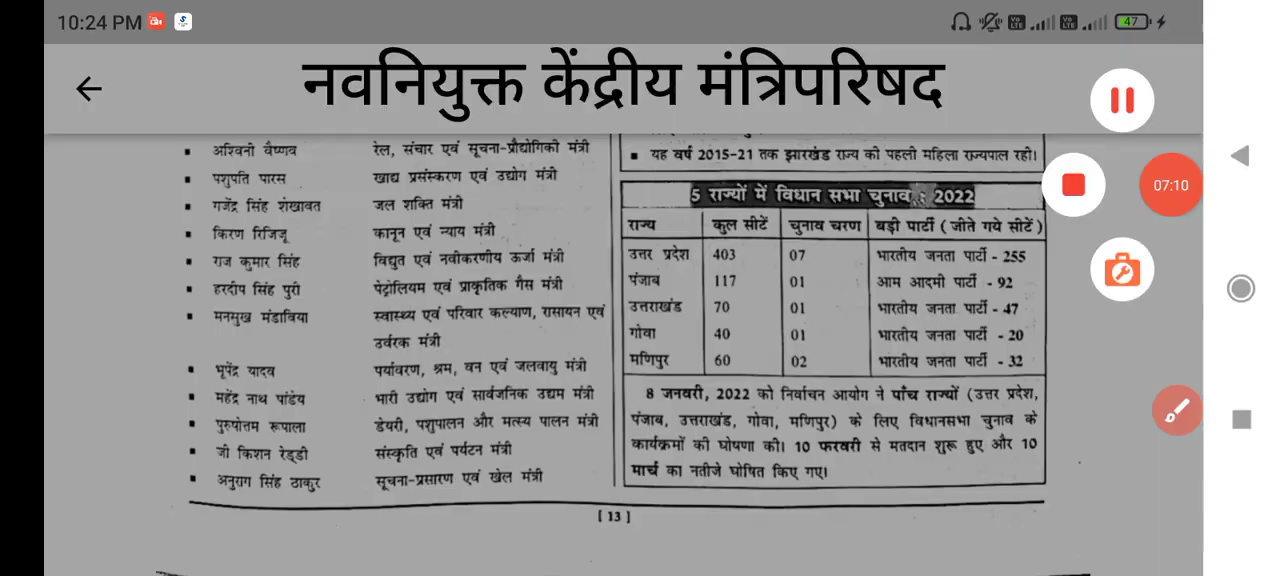 10:24 PM
47
नवनियुक्त केंद्रीय मंत्रिपरिषद
07:10
अश्विनी वैष्णव रेल, संचार एवं सूचना-प्रौद्योगिकी मंत्री
पशुपति पारस खाद्य प्रसंस्करण एवं उद्योग मंत्री
गजेंद्र सिंह शेखावत जल शक्ति मंत्री
किरण रिजिजू कानून एवं न्याय मंत्री
राज कुमार सिंह विद्युत एवं नवीकरणीय ऊर्जा मंत्री
हरदीप सिंह पुरी पेट्रोलियम एवं प्राकृतिक गैस मंत्री
मनसुख मंडाविया स्वास्थ्य एवं परिवार कल्याण, रासायन एवं
उर्वरक मंत्री
भूपेंद्र यादव पर्यावरण, श्रम, वन एवं जलवायु मंत्री
महेंद्र नाथ पांडेय भारी उद्योग एवं सार्वजनिक उद्यम मंत्री
पुरुषोत्तम रूपाला डेयरी, पशुपालन और मत्स्य पालन मंत्री
जी किशन रेड्डी संस्कृति एवं पर्यटन मंत्री
अनुराग सिंह ठाकुर सूचना-प्रसारण एवं खेल मंत्री
यह वर्ष 2015-21 तक झारखंड राज्य की पहली महिला राज्यपाल रही।
5 राज्यों में विधान सभा चुनाव : 2022
राज्य कुल सीटें चुनाव चरण बड़ी पार्टी (जीते गये सीटें)
उत्तर प्रदेश 403 07 भारतीय जनता पार्टी - 255
पंजाब 117 01 आम आदमी पार्टी - 92
उत्तराखंड 70 01 भारतीय जनता पार्टी - 47
गोवा 40 01 भारतीय जनता पार्टी - 20
मणिपुर 60 02 भारतीय जनता पार्टी - 32
8 जनवरी, 2022 को निर्वाचन आयोग ने पाँच राज्यों (उत्तर प्रदेश,
पंजाब, उत्तराखंड, गोवा, मणिपुर) के लिए विधानसभा चुनाव के
कार्यक्रमों की घोषणा की। 10 फरवरी से मतदान शुरू हुए और 10
मार्च का नतीजे घोषित किए गए।
[ 13 ]